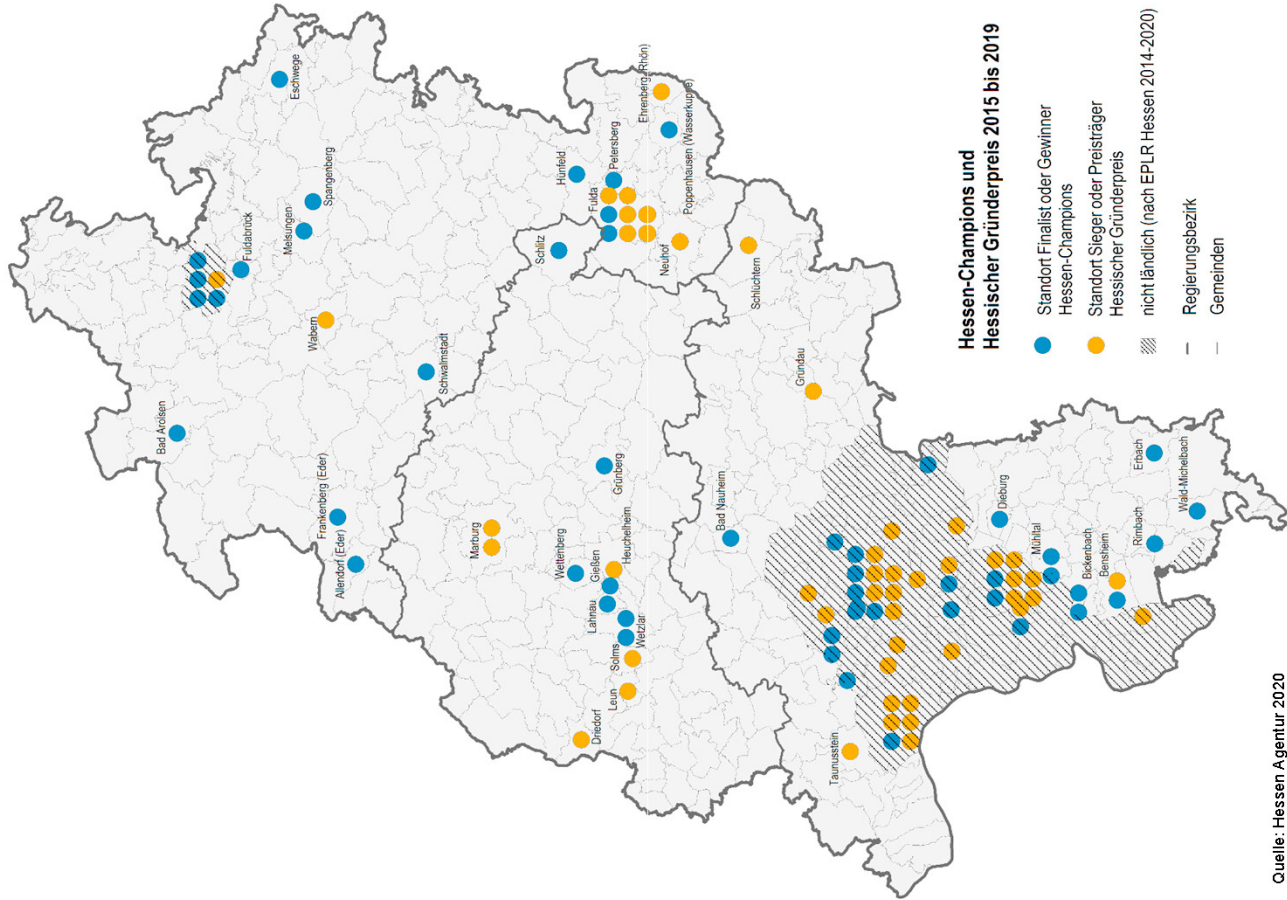 Eschwege
Spangenberg
Melsungen
Fuldabrück
Wabern
Schwalmstadt
Bad Arolsen
Frankenberg (Eder)
Allendorf (Eder)
Hünfeld
Petersberg
Fulda
Ehrenberg (Rhön)
Poppenhausen (Wasserkuppe)
Schlitz
Neuhof
Schlüchtern
Marburg
Grünberg
Wettenberg
Gießen
Heuchelheim
Lahnau
Wetzlar
Solms
Leun
Driedorf
Gründau
Bad Nauheim
Taunusstein
Dieburg
Mühltal
Bickenbach
Bensheim
Erbach
Rimbach
Wald-Michelbach
Hessen-Champions und
Hessischer Gründerpreis 2015 bis 2019
Standort Finalist oder Gewinner
Hessen-Champions
Standort Sieger oder Preisträger
Hessischer Gründerpreis
nicht ländlich (nach EPLR Hessen 2014-2020)
Regierungsbezirk
Gemeinden
Quelle: Hessen Agentur 2020